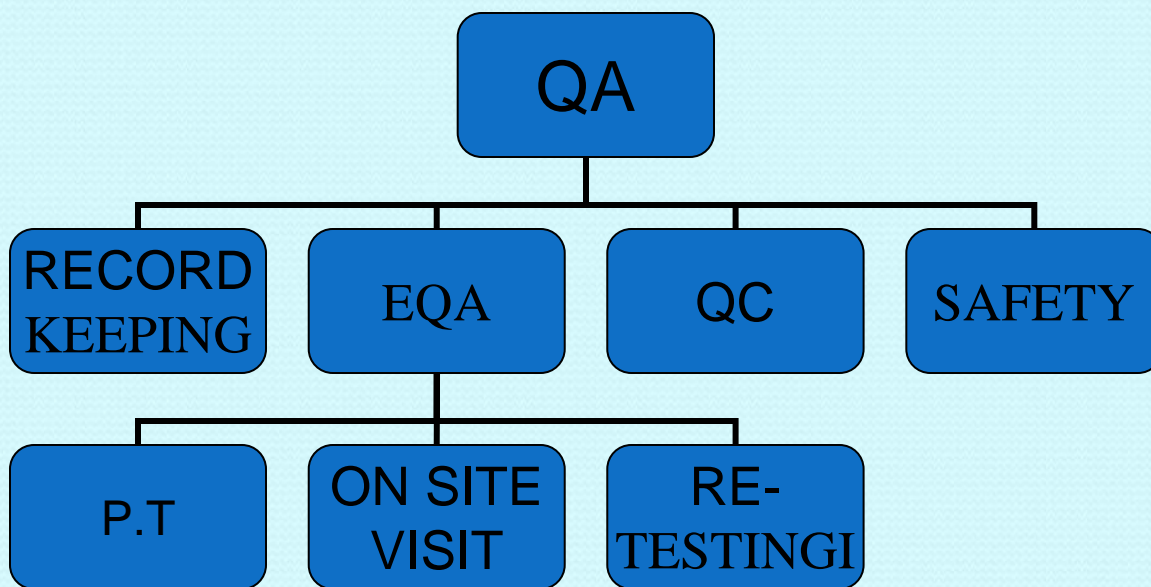 QA
RECORD
KEEPING
EQA
QC
SAFETY
P.T
ON SITE
VISIT
RE-
TESTINGI